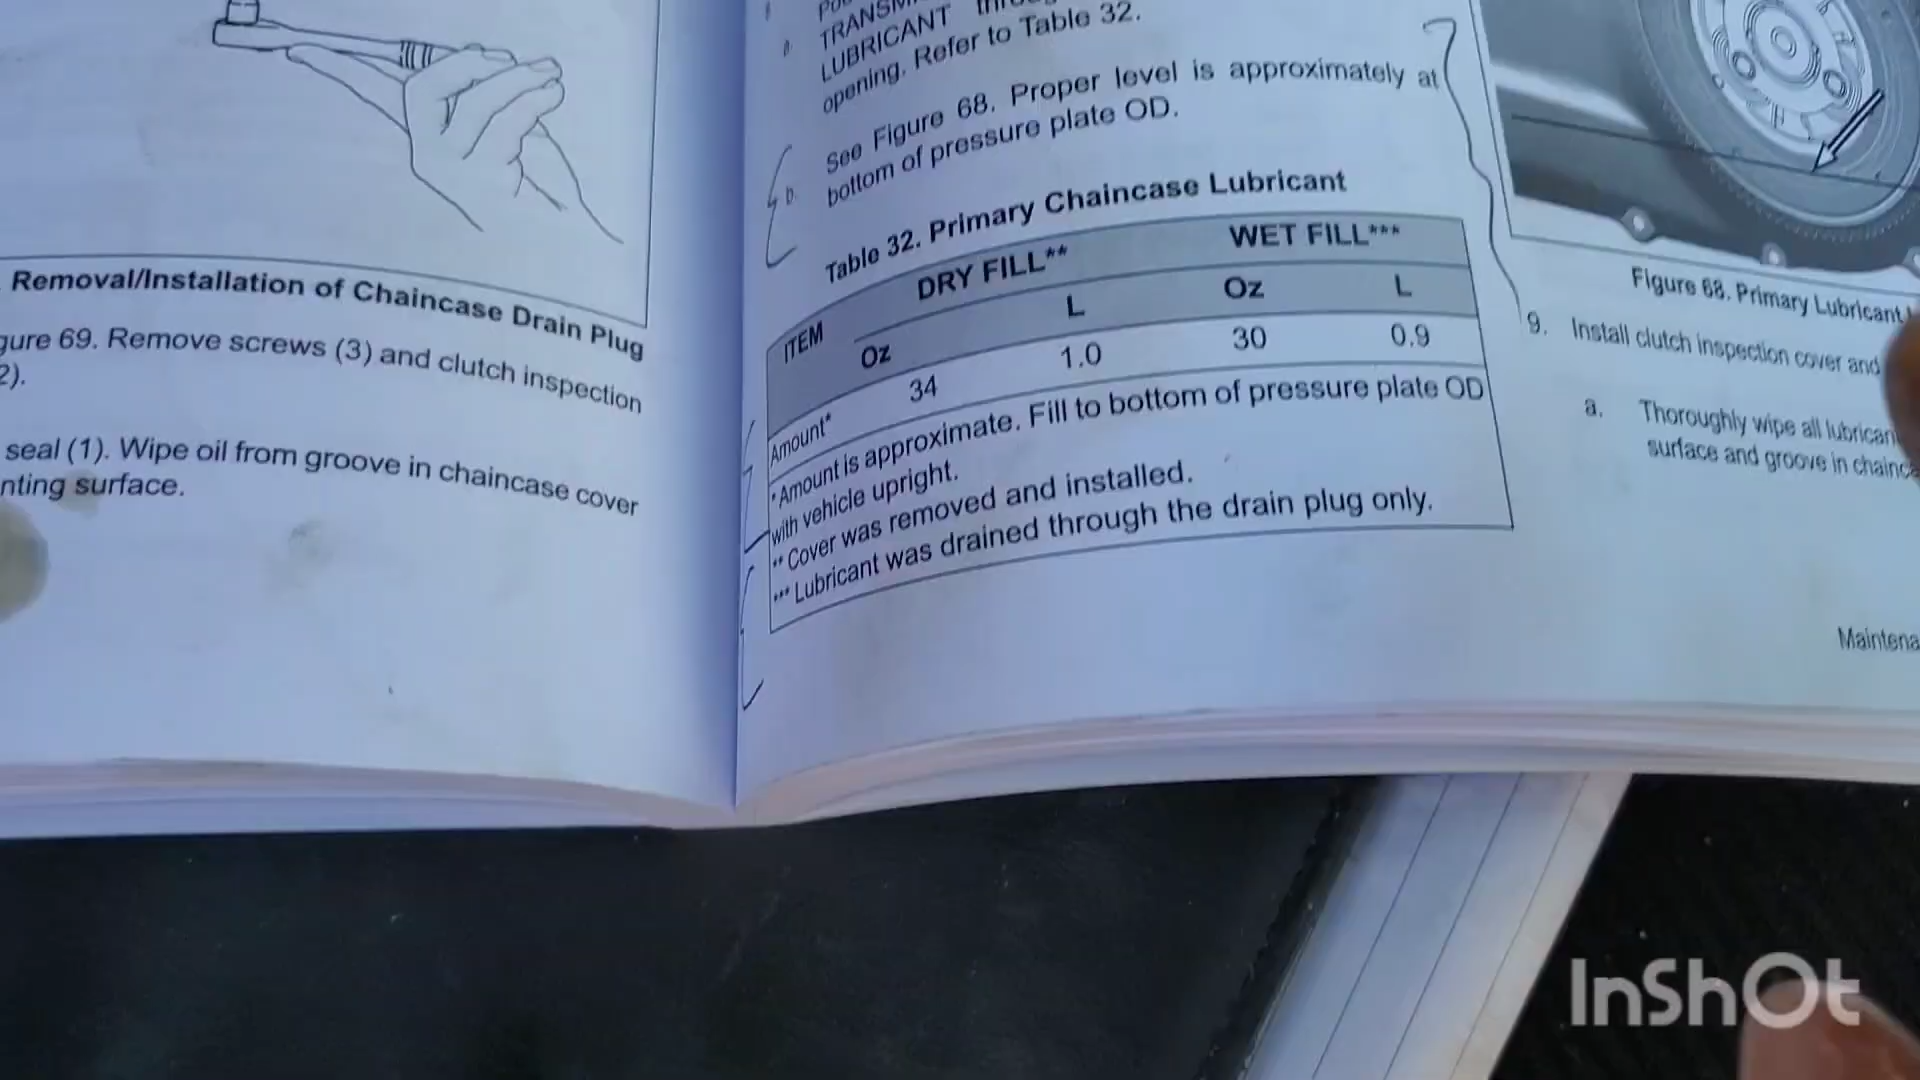 Removal/Installation of Chaincase Drain Plug
gure 69. Remove screws (3) and clutch inspection
2).
seal (1). Wipe oil from groove in chaincase cover
nting surface.
LUBRICANT
opening. Refer to Table 32.
See Figure 68. Proper level is approximately at
bottom of pressure plate OD.
Table 32. Primary Chaincase Lubricant
ITEM DRY FILL** WET FILL***
Oz L Oz L
Amount* 34 1.0 30 0.9
*Amount is approximate. Fill to bottom of pressure plate OD
with vehicle upright.
** Cover was removed and installed.
*** Lubricant was drained through the drain plug only.
Figure 68. Primary Lubricant
9. Install clutch inspection cover and
a. Thoroughly wipe all lubrican
surface and groove in chainc
Maintena
InShOt